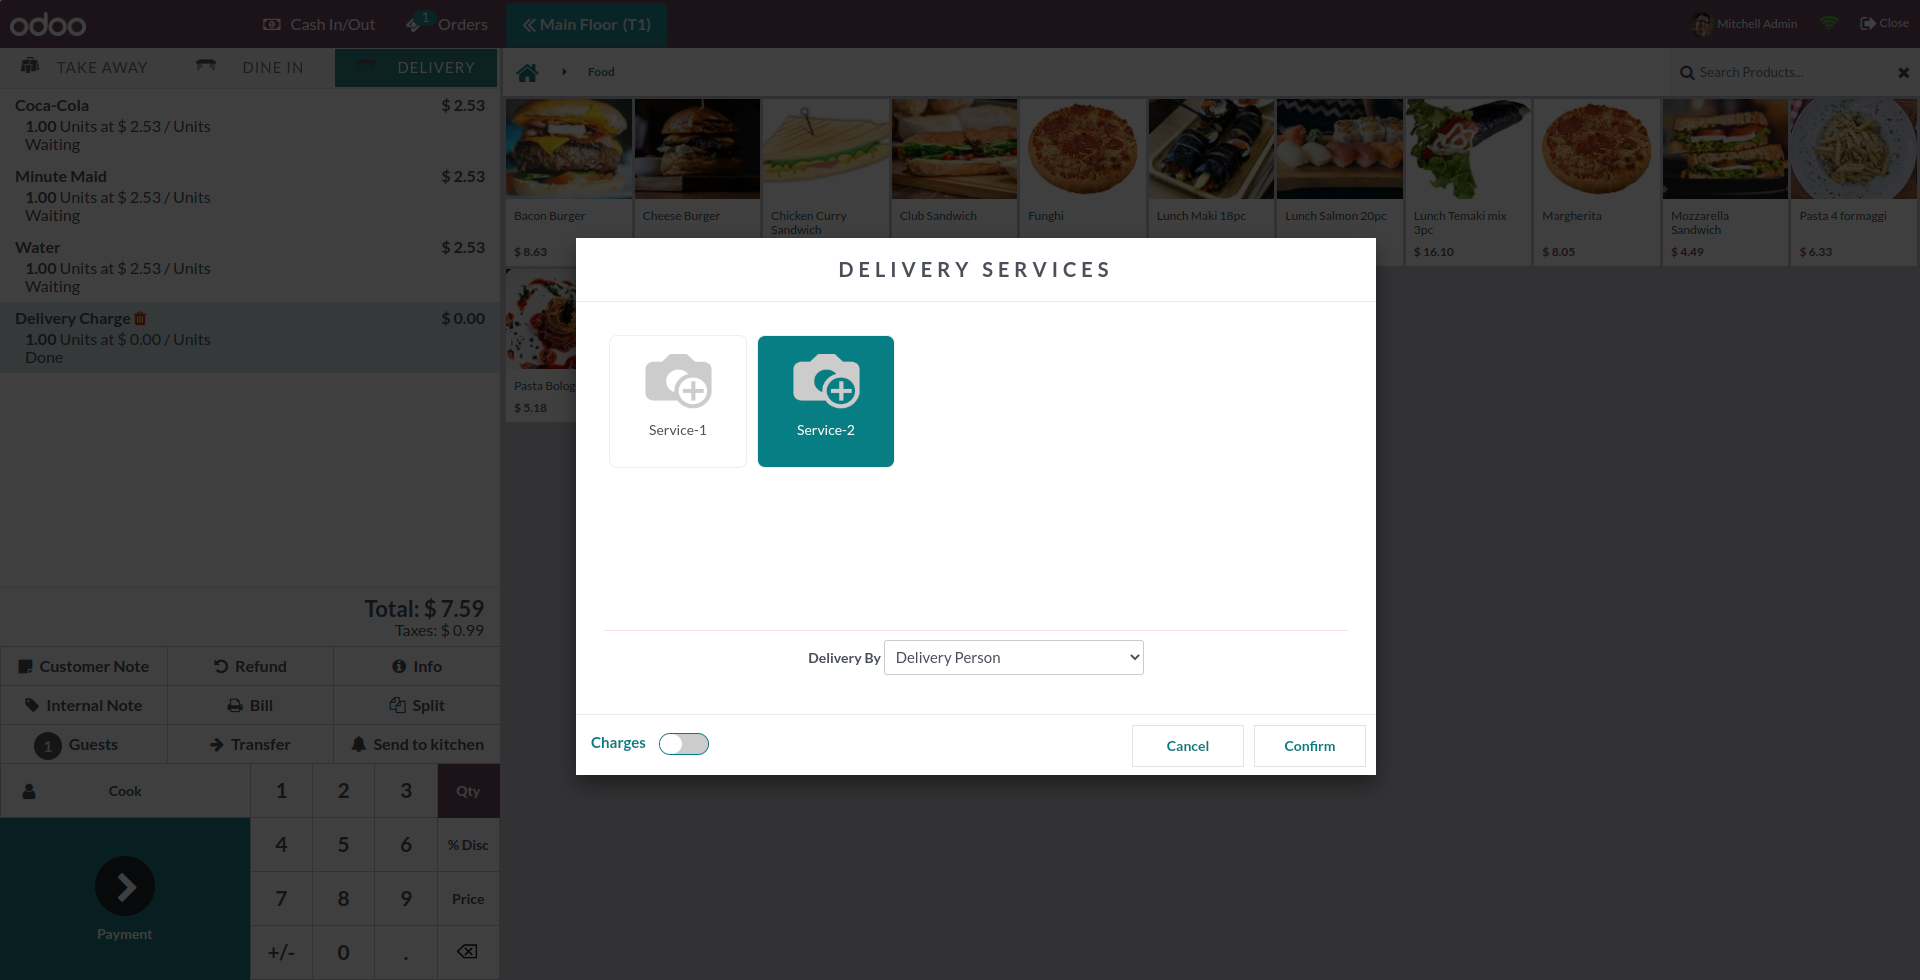 odoo
Cash In/Out
1
Orders
Main Floor (T1)
Mitchell Admin
Close
TAKE AWAY
DINE IN
DELIVERY
Food
Search Products...
Coca-Cola $ 2.53
1.00 Units at $ 2.53 / Units
Waiting
Minute Maid $ 2.53
1.00 Units at $ 2.53 / Units
Waiting
Water $ 2.53
1.00 Units at $ 2.53 / Units
Waiting
Delivery Charge $ 0.00
1.00 Units at $ 0.00 / Units
Done
Bacon Burger
$ 8.63
Cheese Burger
Chicken Curry
Sandwich
Club Sandwich
Funghi
Lunch Maki 18pc
Lunch Salmon 20pc
Lunch Temaki mix
3pc
$ 16.10
Margherita
$ 8.05
Mozzarella
Sandwich
$ 4.49
Pasta 4 formaggi
$ 6.33
Pasta Bolog
$ 5.18
DELIVERY SERVICES
Service-1
Service-2
Delivery By
Delivery Person
Charges
Cancel
Confirm
Total: $ 7.59
Taxes: $ 0.99
Customer Note
Refund
Info
Internal Note
Bill
Split
1 Guests
Transfer
Send to kitchen
Cook
1 2 3 Qty
4 5 6 % Disc
7 8 9 Price
+/- 0 .
Payment